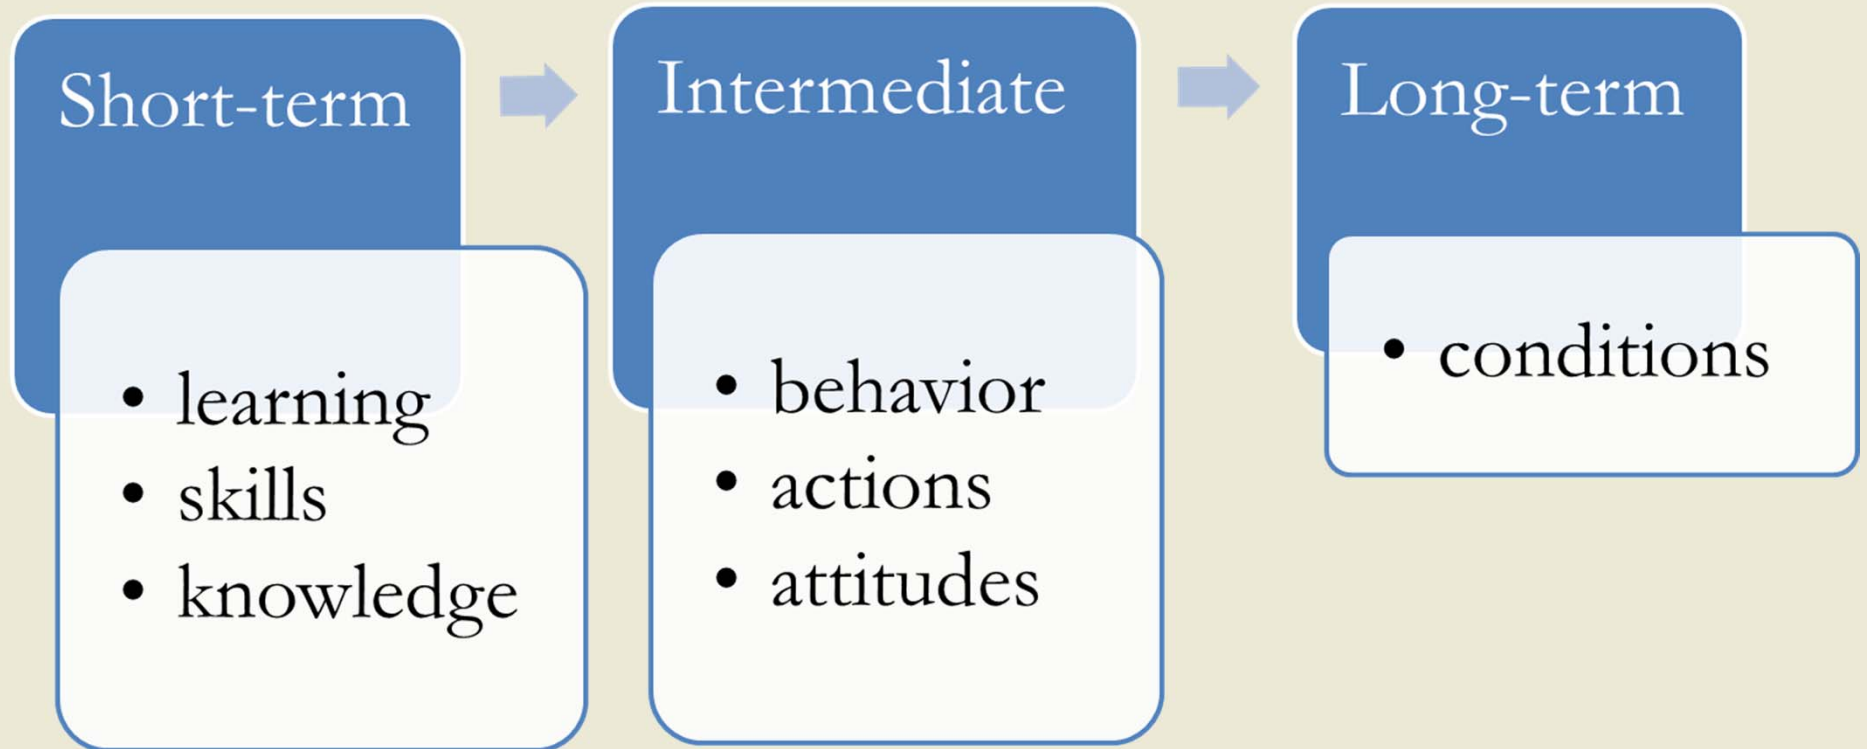 Short-term
• learning
• skills
• knowledge
Intermediate
• behavior
• actions
• attitudes
Long-term
• conditions